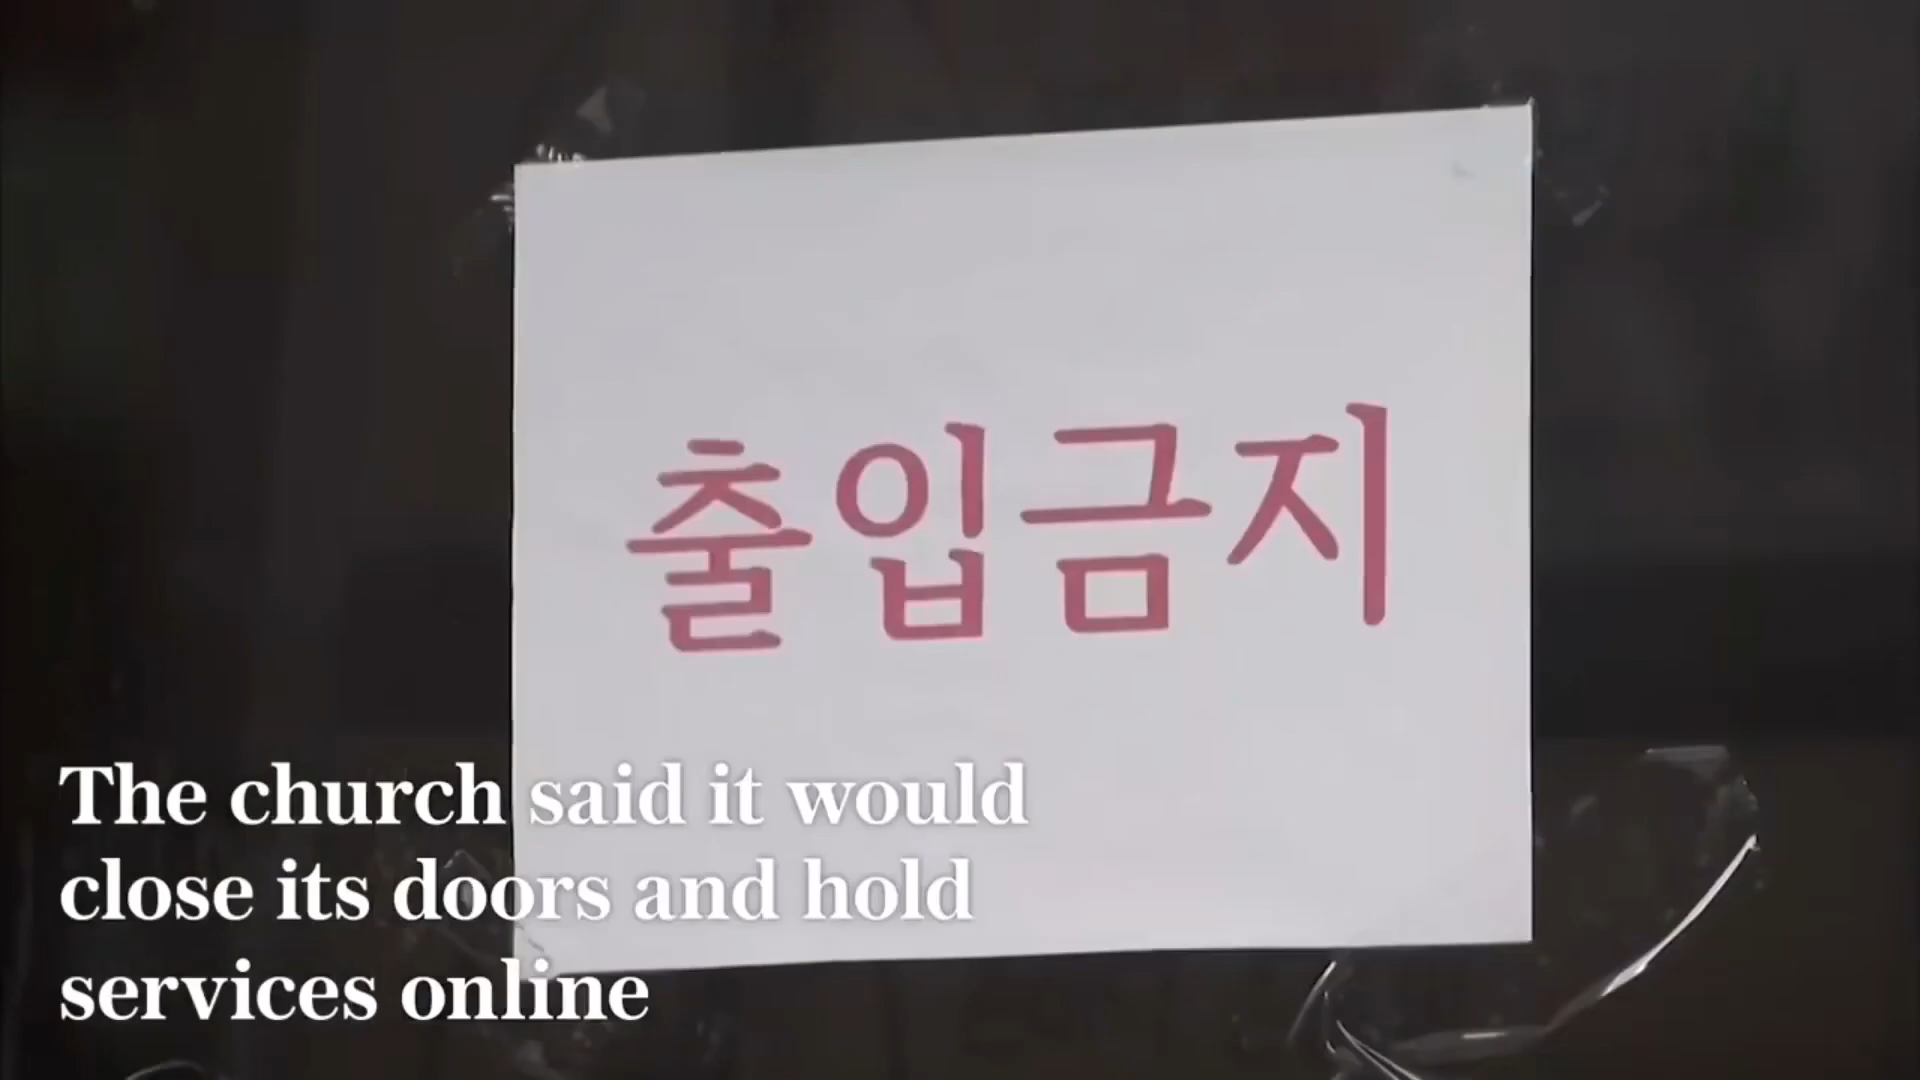 출입금지
The church said it would
close its doors and hold
services online